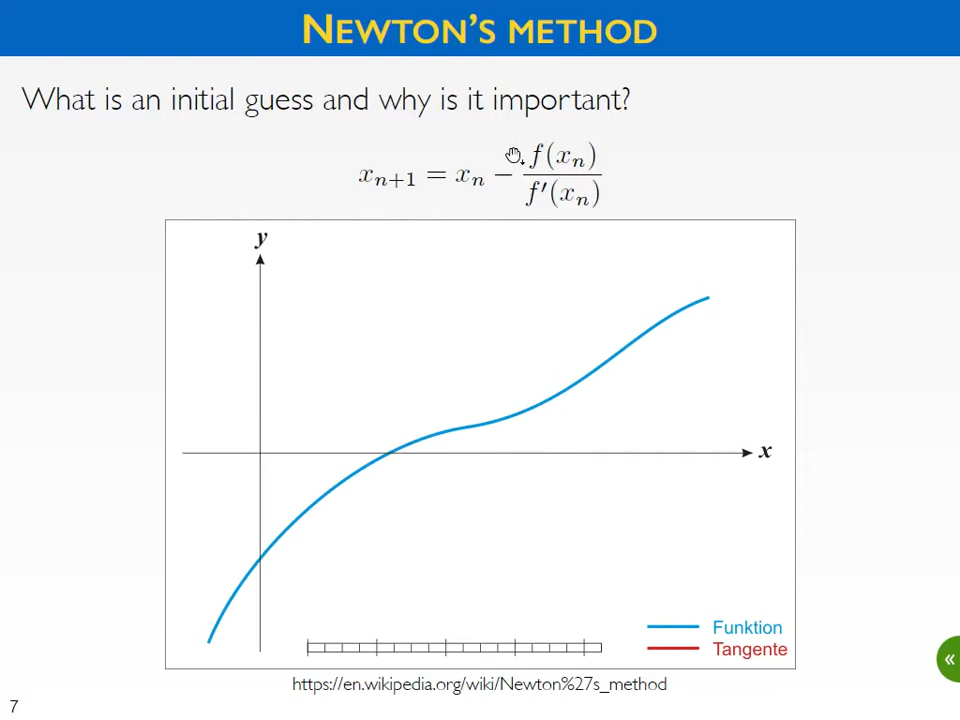 NEWTON'S METHOD
What is an initial guess and why is it important?
x_{n+1} = x_n − f(x_n) / f′(x_n)
y
x
Funktion
Tangente
https://en.wikipedia.org/wiki/Newton%27s_method
«
7